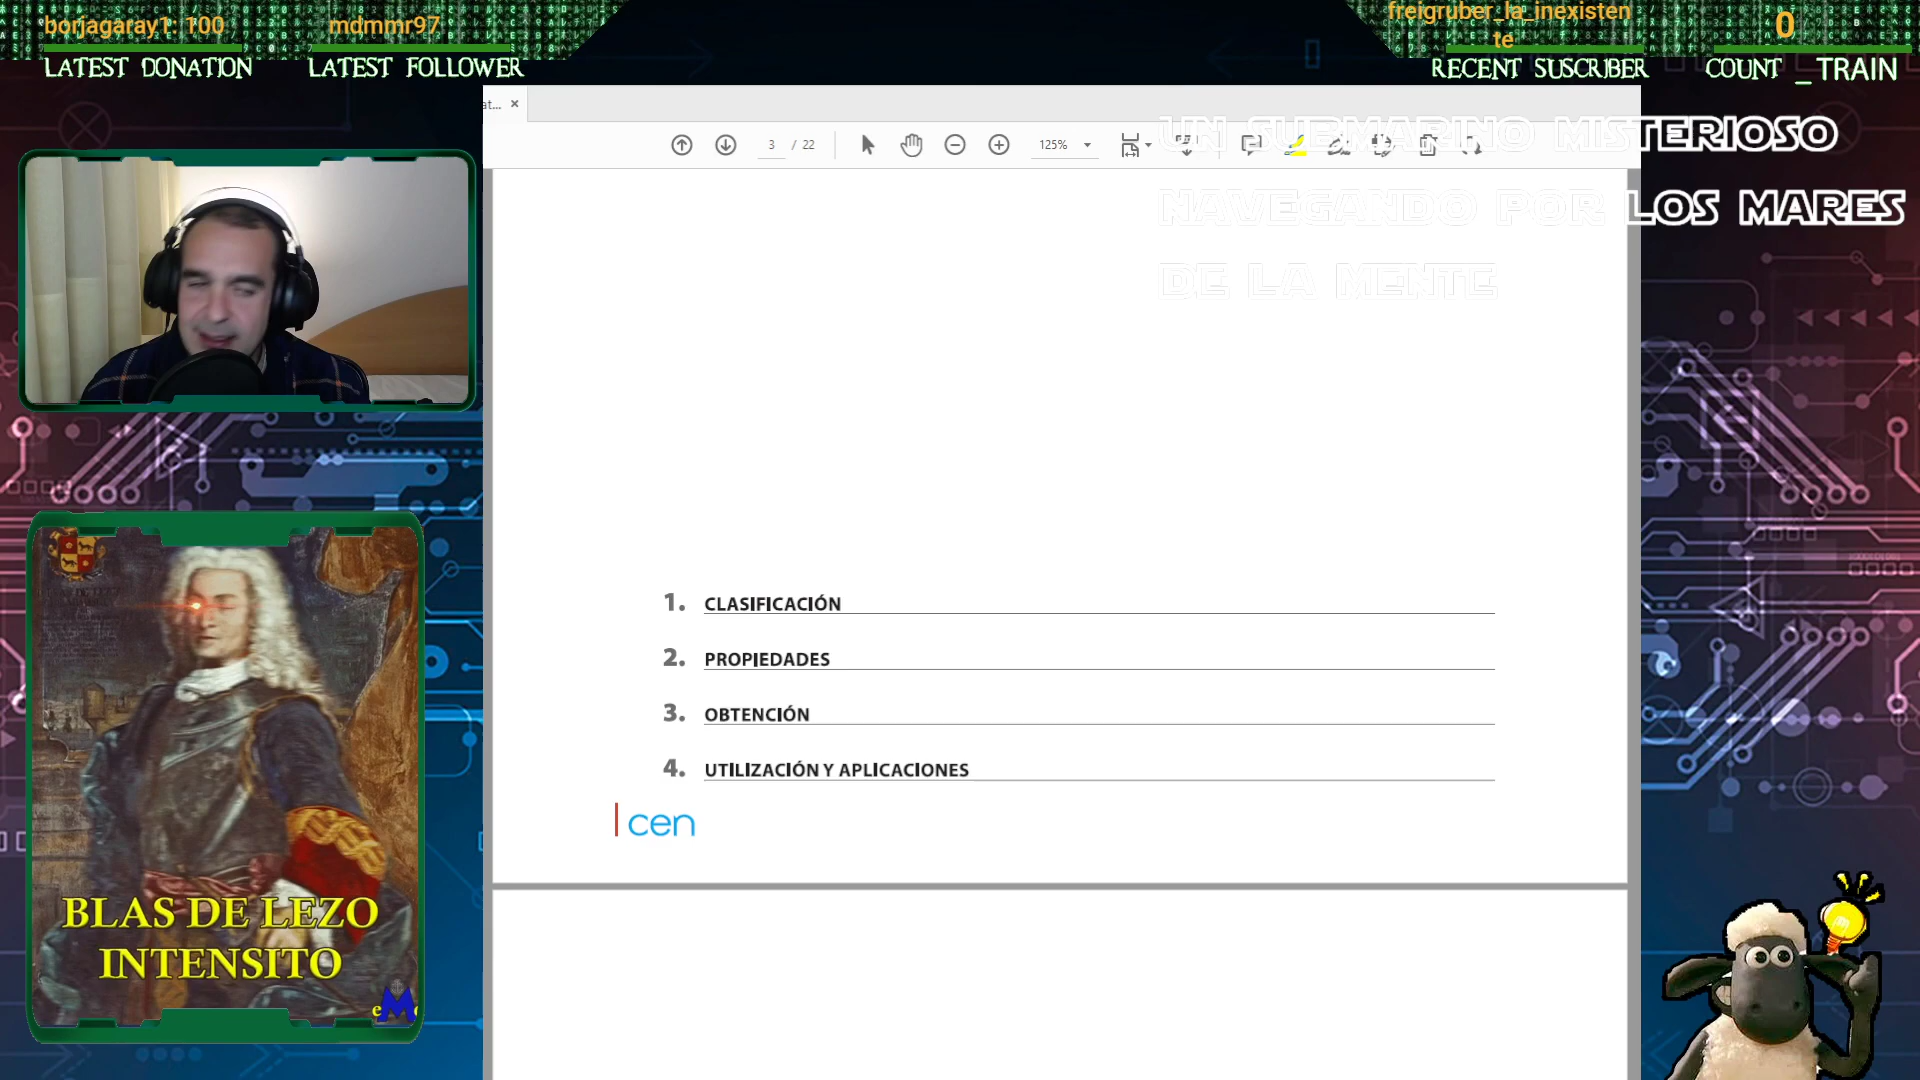 borjagaray1: 100
LATEST DONATION
mdmmr97
LATEST FOLLOWER
freigruber_la_inexisten
te
RECENT SUSCRIBER
0
COUNT _TRAIN
at...
3 / 22
125%
UN SUBMARINO MISTERIOSO
NAVEGANDO POR LOS MARES
DE LA MENTE
1. CLASIFICACIÓN
2. PROPIEDADES
3. OBTENCIÓN
4. UTILIZACIÓN Y APLICACIONES
cen
BLAS DE LEZO
INTENSITO